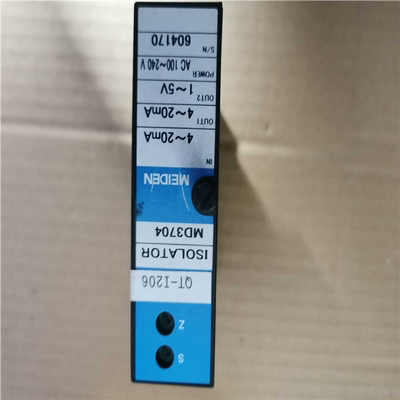 S
Z
QT-I206
ISOLATOR
MD3704
MEIDEN
IN
4～20mA
OUT1
4～20mA
OUT2
1～5V
POWER
AC 100～240 V
S/N
604170